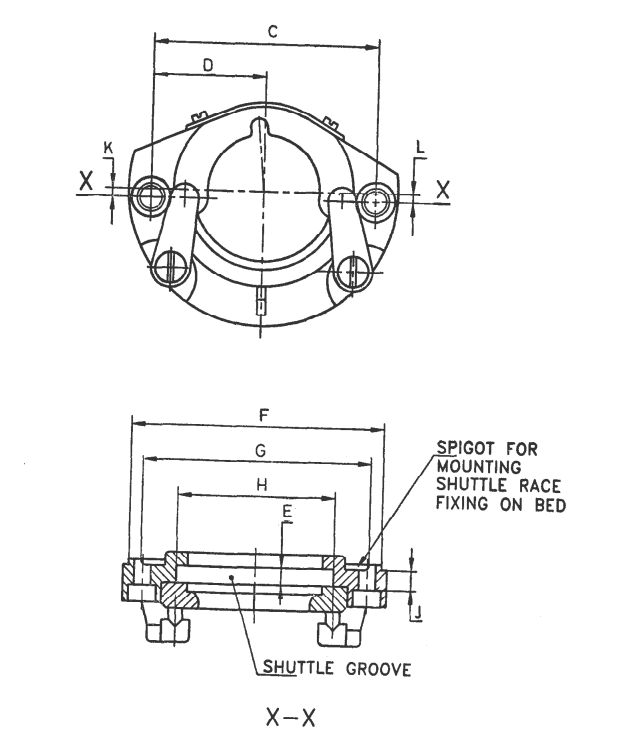 C
D
K
L
X
X
F
G
H
E
SPIGOT FOR
MOUNTING
SHUTTLE RACE
FIXING ON BED
J
SHUTTLE GROOVE
X-X